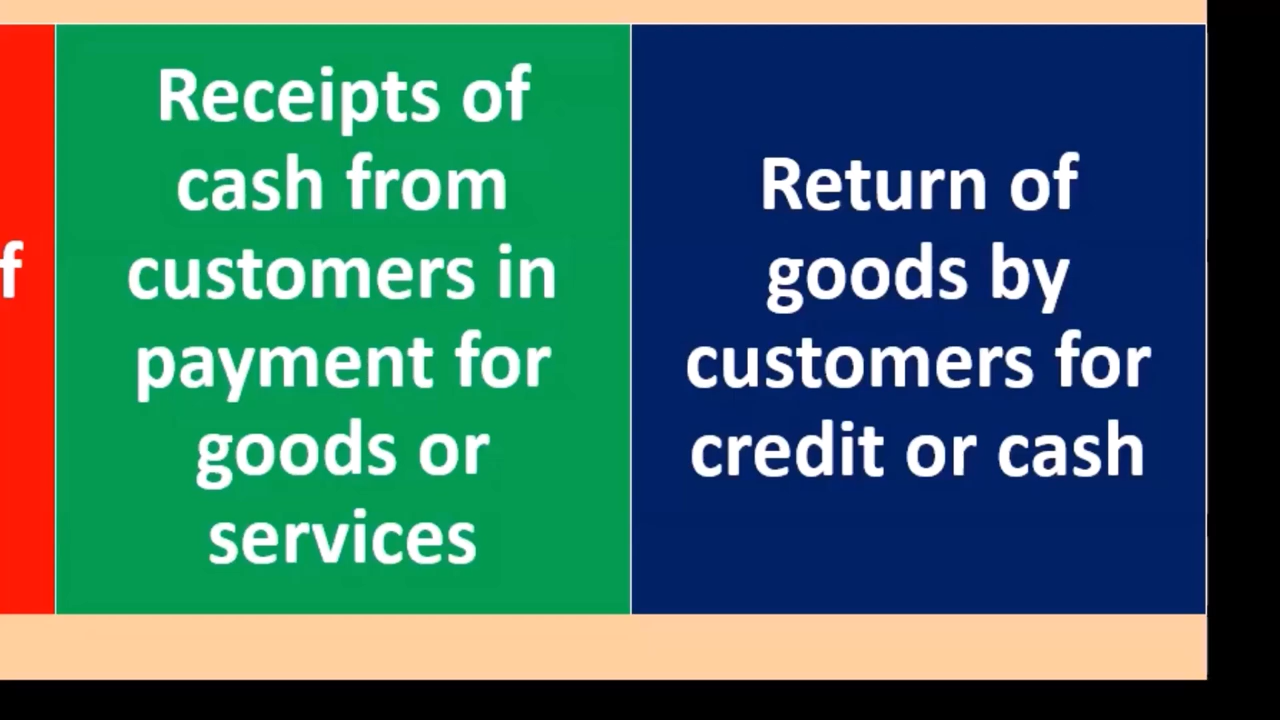 Receipts of
cash from
customers in
payment for
goods or
services
Return of
goods by
customers for
credit or cash